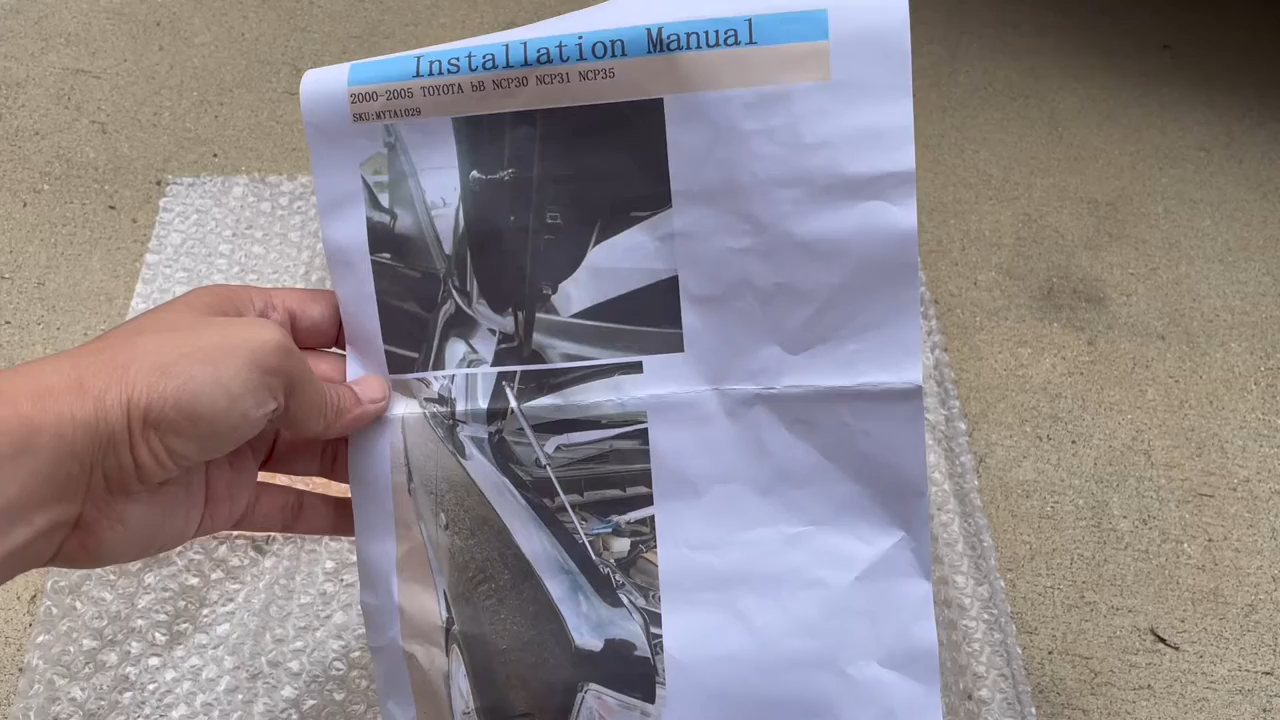 Installation Manual
2000-2005 TOYOTA bB NCP30 NCP31 NCP35
SKU:MYTA1029